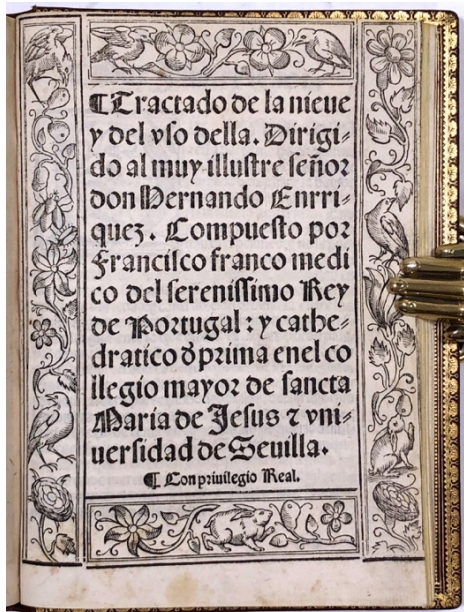 ¶Tractado de la nieue
y del vso della. Dirigi-
do al muy illustre señor
don Hernando Enrri-
quez. Compuesto por
Francisco franco medi
co del serenissimo Rey
de Portugal: y cathe-
dratico đ prima enel co
llegio mayor de sancta
Maria de Jesus ⁊ vni-
uersidad de Seuilla.
¶ Con priuilegio Real.